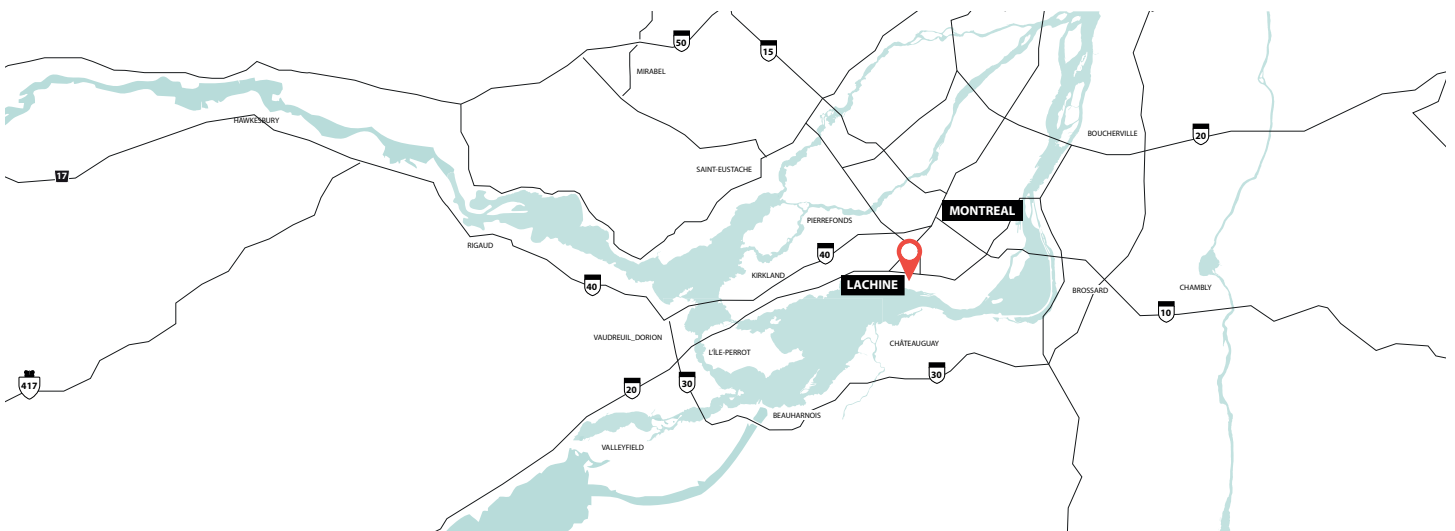 50
15
MIRABEL
HAWKESBURY
BOUCHERVILLE
20
SAINT-EUSTACHE
17
MONTREAL
PIERREFONDS
RIGAUD
40
KIRKLAND
LACHINE
40
BROSSARD
CHAMBLY
10
VAUDREUIL_DORION
CHÂTEAUGUAY
L'ÎLE-PERROT
30
417
20
30
BEAUHARNOIS
VALLEYFIELD